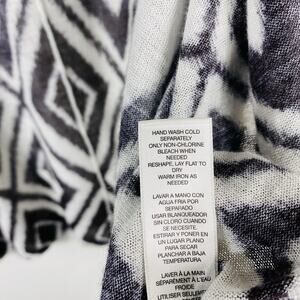 HAND WASH COLD
SEPARATELY
ONLY NON-CHLORINE
BLEACH WHEN
NEEDED
RESHAPE, LAY FLAT TO
DRY
WARM IRON AS
NEEDED
LAVAR A MANO CON
AGUA FRIA POR
SEPARADO
USAR BLANQUEADOR
SIN CLORO CUANDO
SE NECESITE.
ESTIRAR Y PONER EN
UN LUGAR PLANO
PARA SECAR
PLANCHAR A BAJA
TEMPERATURA
LAVER À LA MAIN
SÉPARÉMENT À L'EAU
FROIDE
UTILISER SEULEMENT